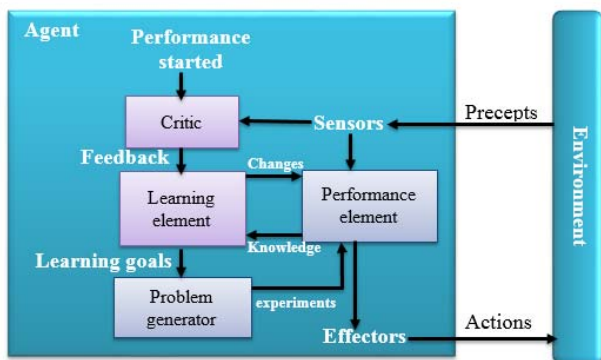 Agent
Performance
started
Critic
Sensors
Precepts
Feedback
Changes
Learning
element
Performance
element
Knowledge
Learning goals
Problem
generator
experiments
Effectors
Actions
Environment